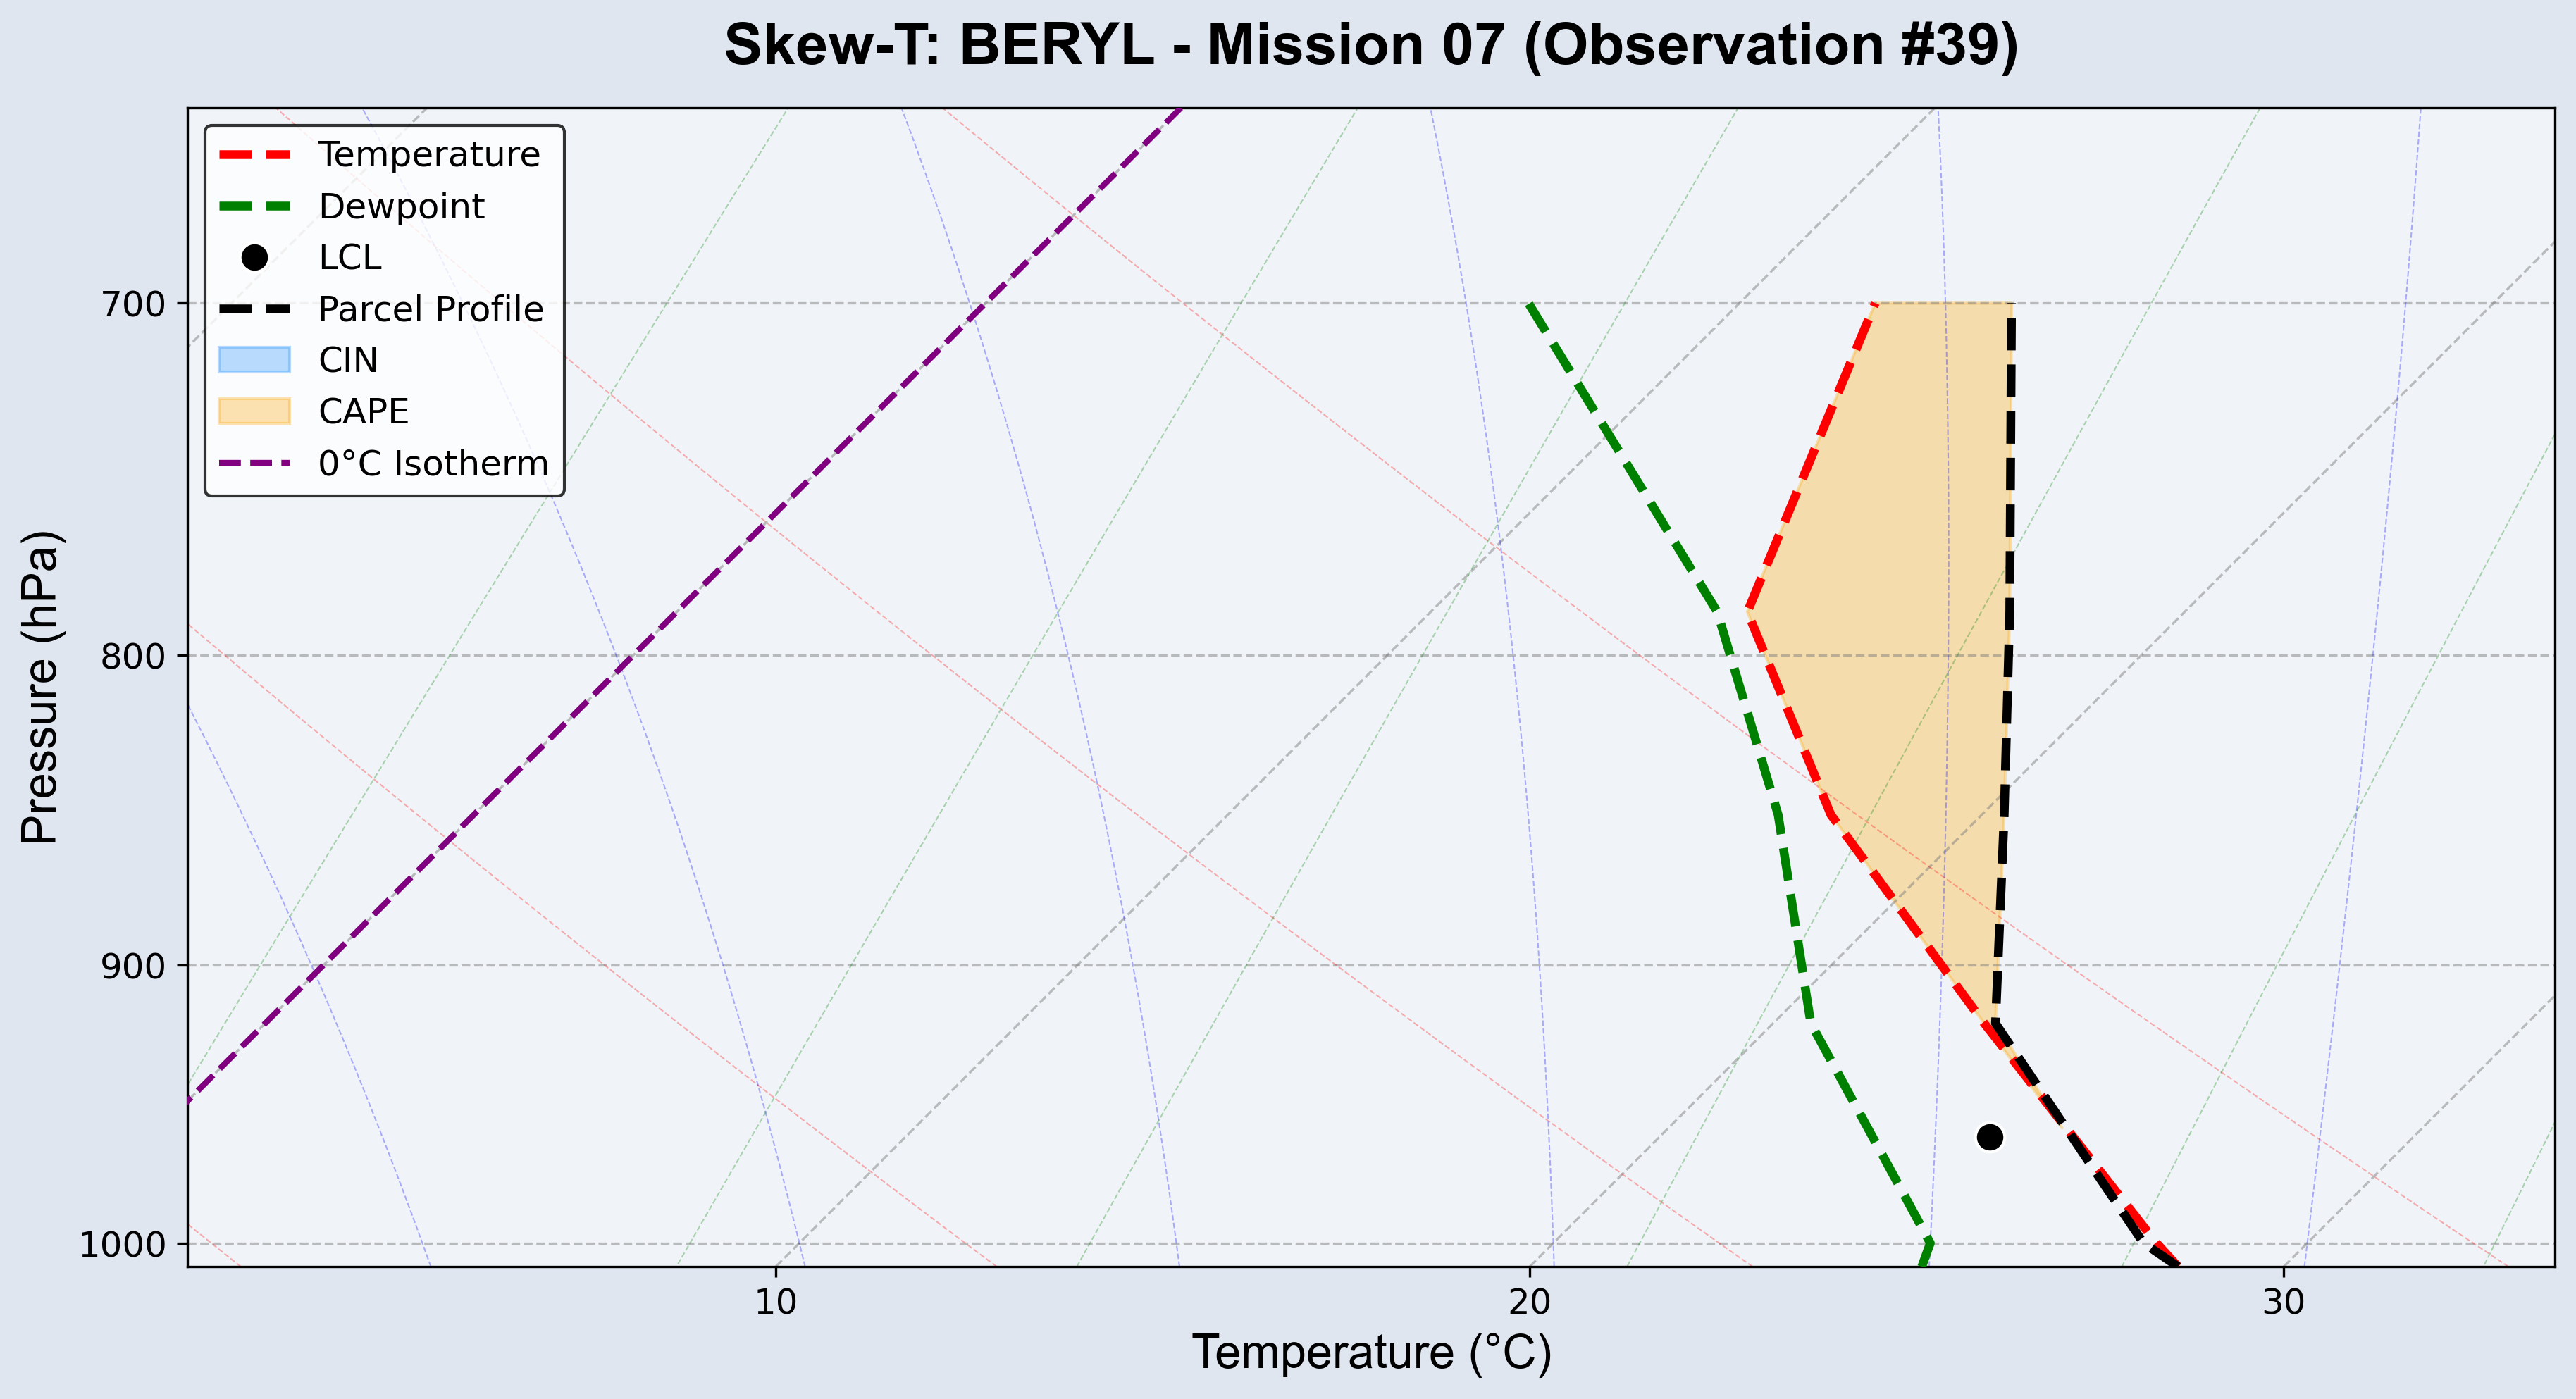 Skew-T: BERYL - Mission 07 (Observation #39)
Temperature
Dewpoint
LCL
Parcel Profile
CIN
CAPE
0°C Isotherm
Pressure (hPa)
700
800
900
1000
10
20
30
Temperature (°C)